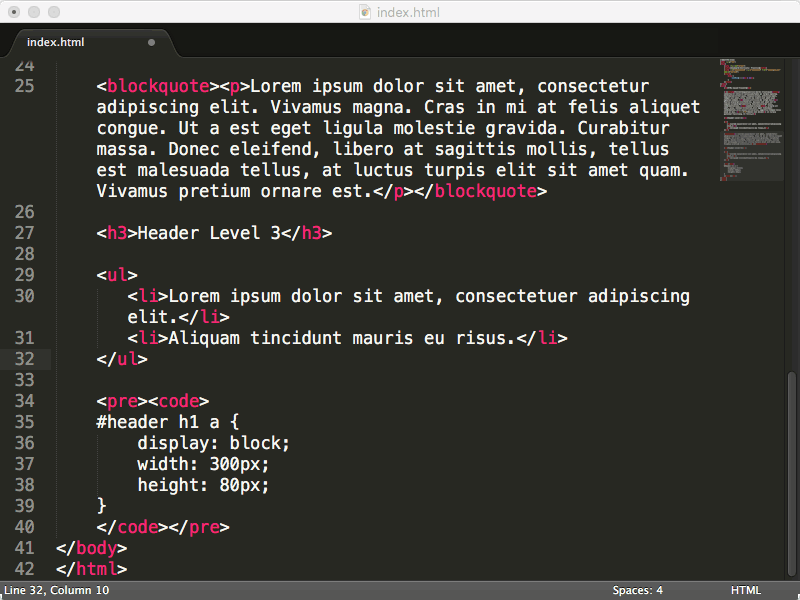 index.html
index.html
24
25 <blockquote><p>Lorem ipsum dolor sit amet, consectetur
adipiscing elit. Vivamus magna. Cras in mi at felis aliquet
congue. Ut a est eget ligula molestie gravida. Curabitur
massa. Donec eleifend, libero at sagittis mollis, tellus
est malesuada tellus, at luctus turpis elit sit amet quam.
Vivamus pretium ornare est.</p></blockquote>
26
27 <h3>Header Level 3</h3>
28
29 <ul>
30 <li>Lorem ipsum dolor sit amet, consectetuer adipiscing
elit.</li>
31 <li>Aliquam tincidunt mauris eu risus.</li>
32 </ul>
33
34 <pre><code>
35 #header h1 a {
36 display: block;
37 width: 300px;
38 height: 80px;
39 }
40 </code></pre>
41 </body>
42 </html>
Line 32, Column 10 Spaces: 4 HTML